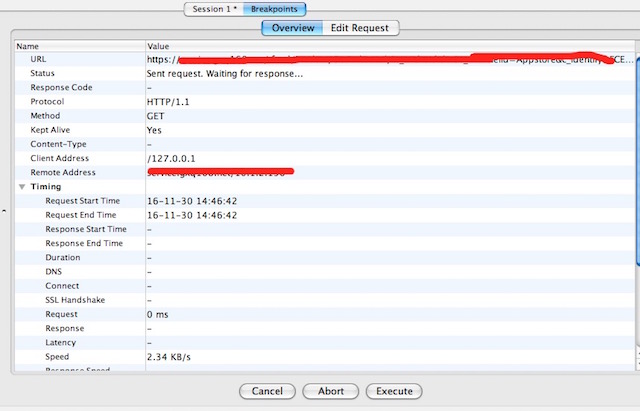 Session 1 * Breakpoints
Overview Edit Request
Name Value
URL https://
Status Sent request. Waiting for response...
Response Code –
Protocol HTTP/1.1
Method GET
Kept Alive Yes
Content-Type –
Client Address /127.0.0.1
Remote Address
Timing
Request Start Time 16-11-30 14:46:42
Request End Time 16-11-30 14:46:42
Response Start Time –
Response End Time –
Duration –
DNS –
Connect –
SSL Handshake –
Request 0 ms
Response –
Latency –
Speed 2.34 KB/s
Response Speed
Cancel Abort Execute